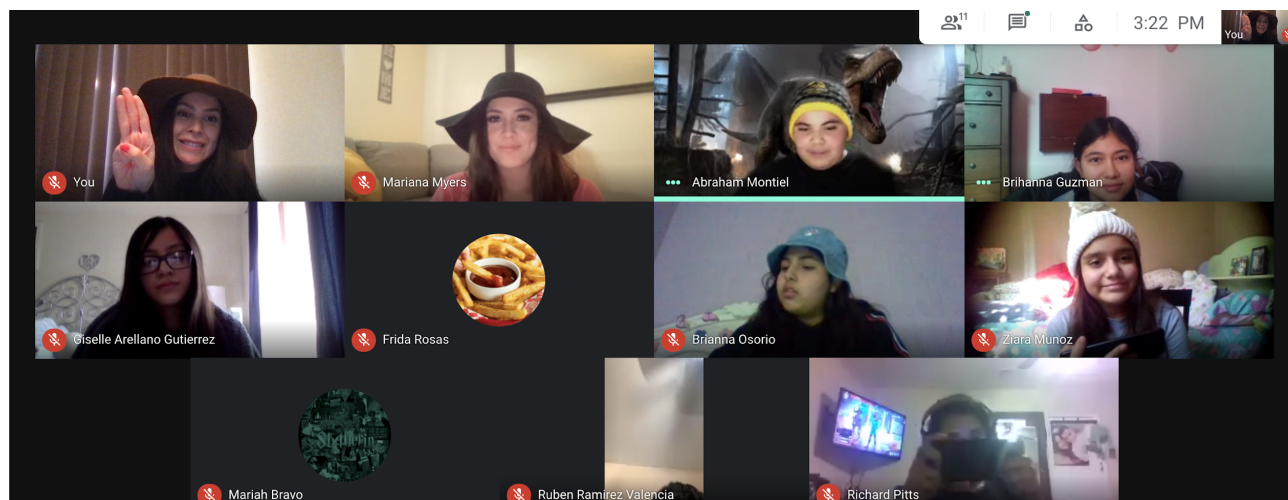 11
3:22 PM
You
You
Mariana Myers
Abraham Montiel
Brihanna Guzman
Giselle Arellano Gutierrez
Frida Rosas
Brianna Osorio
Ziara Munoz
Slytherin
Mariah Bravo
Ruben Ramirez Valencia
Richard Pitts